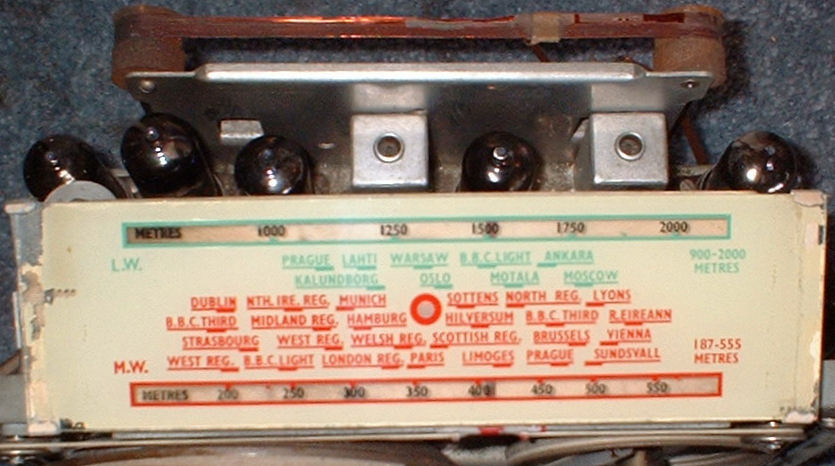 METRES 1000 1250 1500 1750 2000
L.W. PRAGUE LAHTI WARSAW B.B.C.LIGHT ANKARA 900-2000
KALUNDBORG OSLO MOTALA MOSCOW METRES
DUBLIN NTH.IRE.REG. MUNICH SOTTENS NORTH REG. LYONS
B.B.C.THIRD MIDLAND REG. HAMBURG HILVERSUM B.B.C.THIRD R.EIREANN
STRASBOURG WEST REG. WELSH REG. SCOTTISH REG. BRUSSELS VIENNA 187-555
M.W. WEST REG. B.B.C.LIGHT LONDON REG. PARIS LIMOGES PRAGUE SUNDSVALL METRES
METRES 200 250 300 350 400 450 500 550